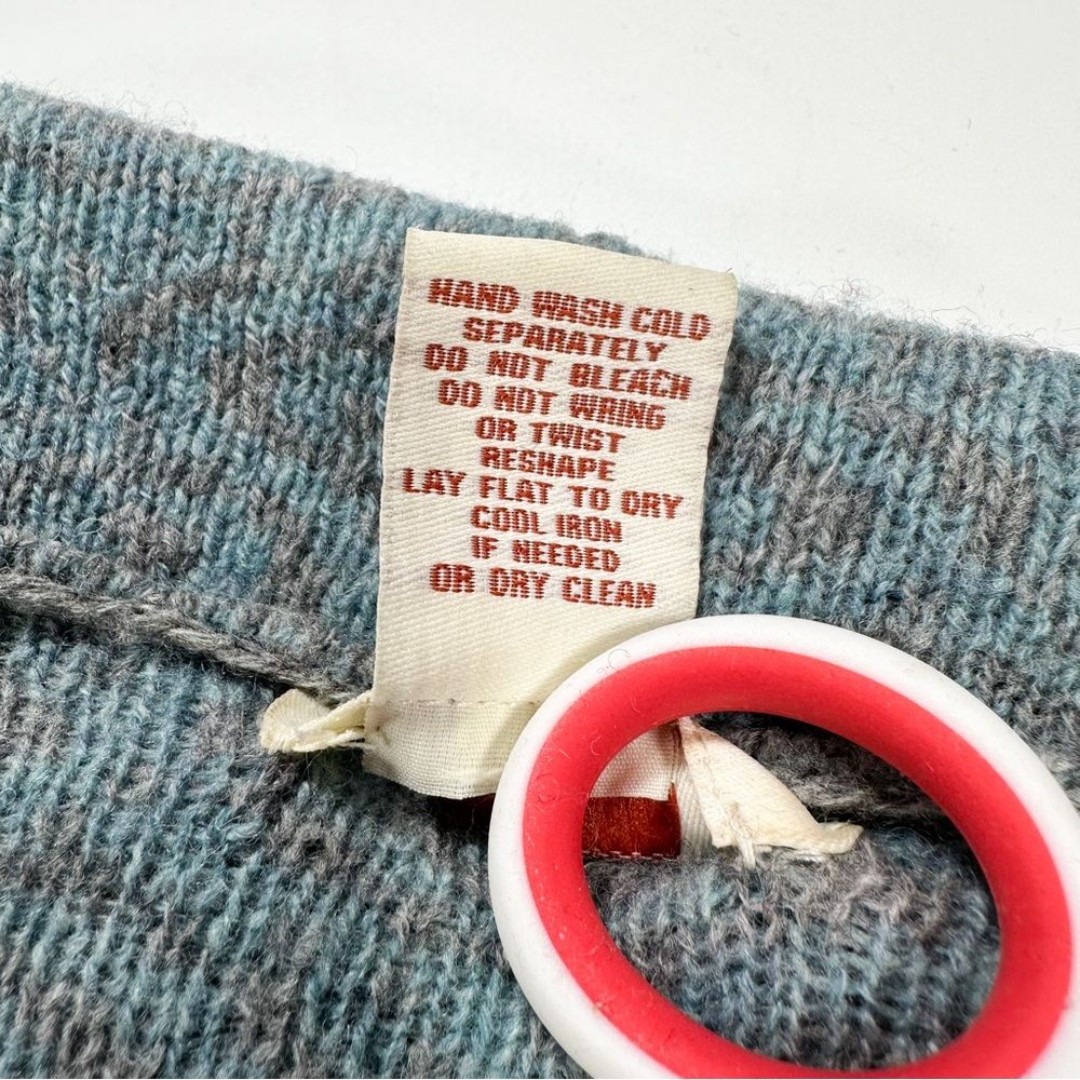 HAND WASH COLD
SEPARATELY
DO NOT BLEACH
DO NOT WRING
OR TWIST
RESHAPE
LAY FLAT TO DRY
COOL IRON
IF NEEDED
OR DRY CLEAN